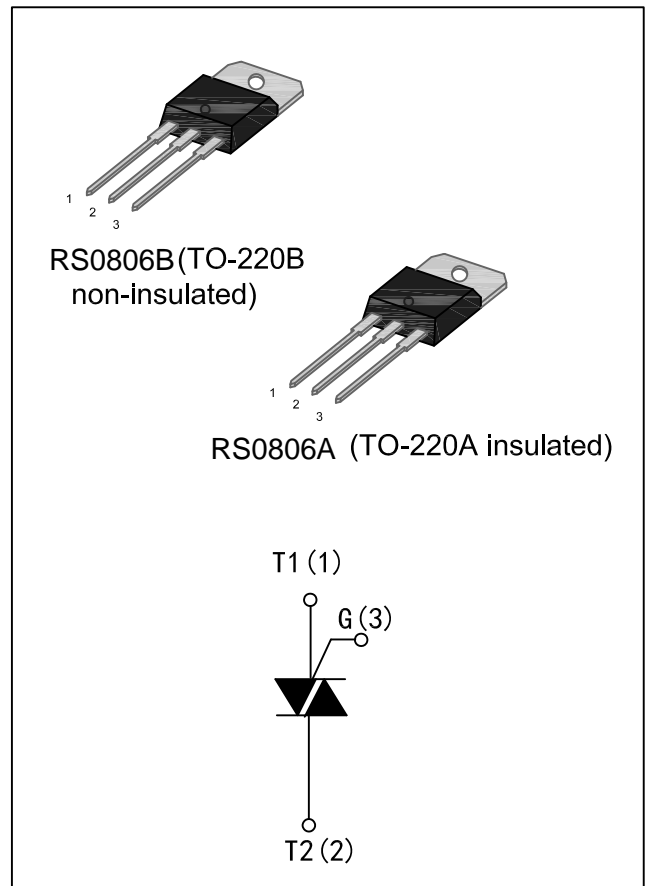 1
2
3
RS0806B(TO-220B
non-insulated)
1
2
3
RS0806A (TO-220A insulated)
T1(1)
G(3)
T2(2)